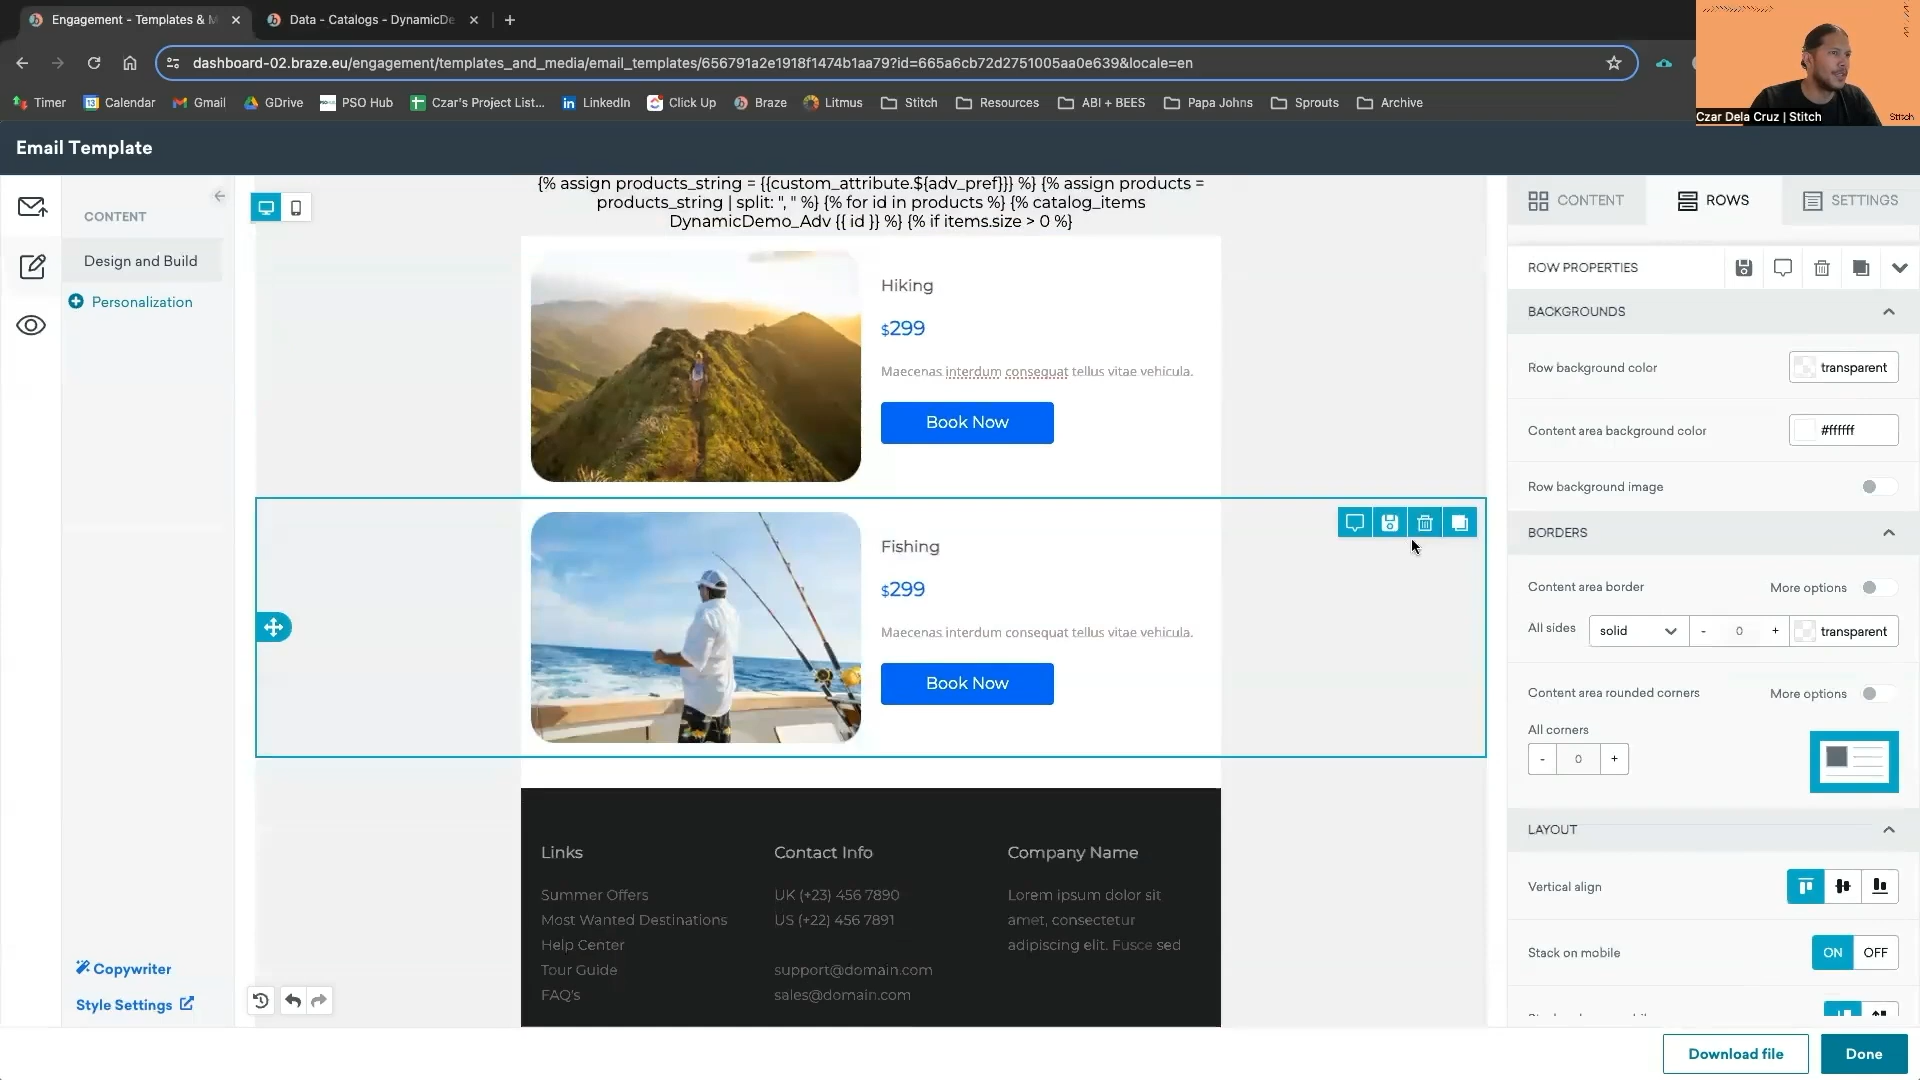 Engagement - Templates & M
Data - Catalogs - DynamicDe
dashboard-02.braze.eu/engagement/templates_and_media/email_templates/656791a2e1918f1474b1aa79?id=665a6cb72d2751005aa0e639&locale=en
Timer
Calendar
Gmail
GDrive
PSO Hub
Czar's Project List...
LinkedIn
Click Up
Braze
Litmus
Stitch
Resources
ABI + BEES
Papa Johns
Sprouts
Archive
Czar Dela Cruz | Stitch
Stitch
Email Template
CONTENT
Design and Build
Personalization
{% assign products_string = {{custom_attribute.${adv_pref}}} %} {% assign products =
products_string | split: ", " %} {% for id in products %} {% catalog_items
DynamicDemo_Adv {{ id }} %} {% if items.size > 0 %}
Hiking
$299
Maecenas interdum consequat tellus vitae vehicula.
Book Now
Fishing
$299
Maecenas interdum consequat tellus vitae vehicula.
Book Now
Links
Summer Offers
Most Wanted Destinations
Help Center
Tour Guide
FAQ's
Contact Info
UK (+23) 456 7890
US (+22) 456 7891
support@domain.com
sales@domain.com
Company Name
Lorem ipsum dolor sit
amet, consectetur
adipiscing elit. Fusce sed
Copywriter
Style Settings
CONTENT
ROWS
SETTINGS
ROW PROPERTIES
BACKGROUNDS
Row background color
transparent
Content area background color
#ffffff
Row background image
BORDERS
Content area border
More options
All sides
solid
- 0 +
transparent
Content area rounded corners
More options
All corners
- 0 +
LAYOUT
Vertical align
Stack on mobile
ON OFF
Download file
Done